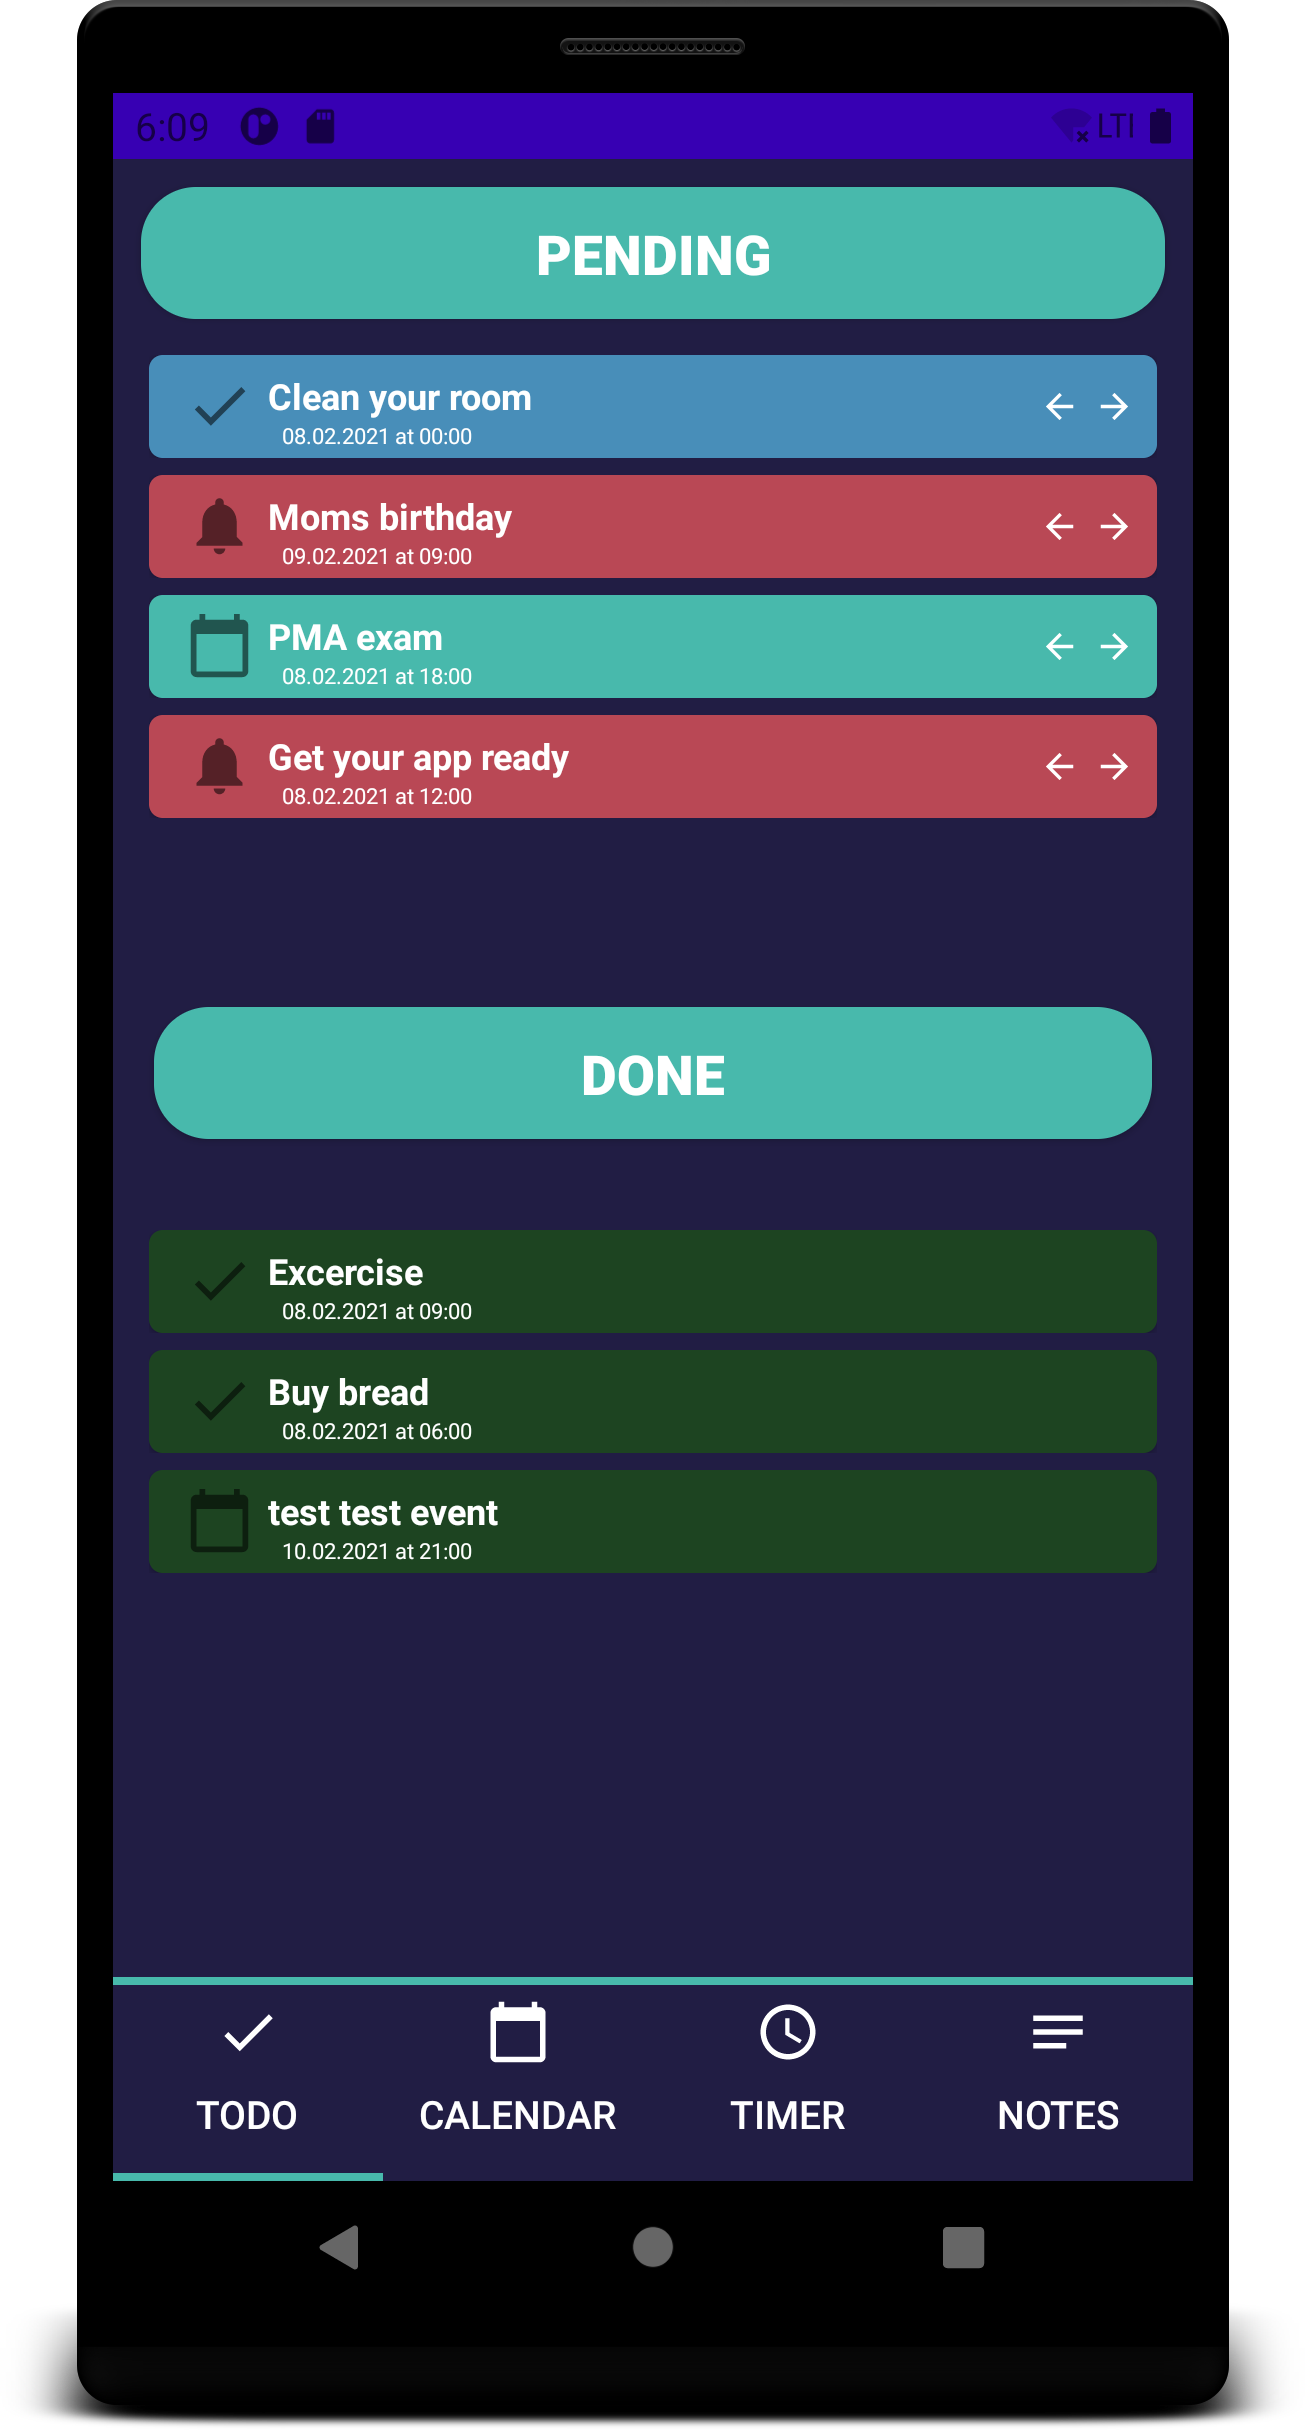 6:09
LTI
PENDING
Clean your room
08.02.2021 at 00:00
Moms birthday
09.02.2021 at 09:00
PMA exam
08.02.2021 at 18:00
Get your app ready
08.02.2021 at 12:00
DONE
Excercise
08.02.2021 at 09:00
Buy bread
08.02.2021 at 06:00
test test event
10.02.2021 at 21:00
TODO CALENDAR TIMER NOTES